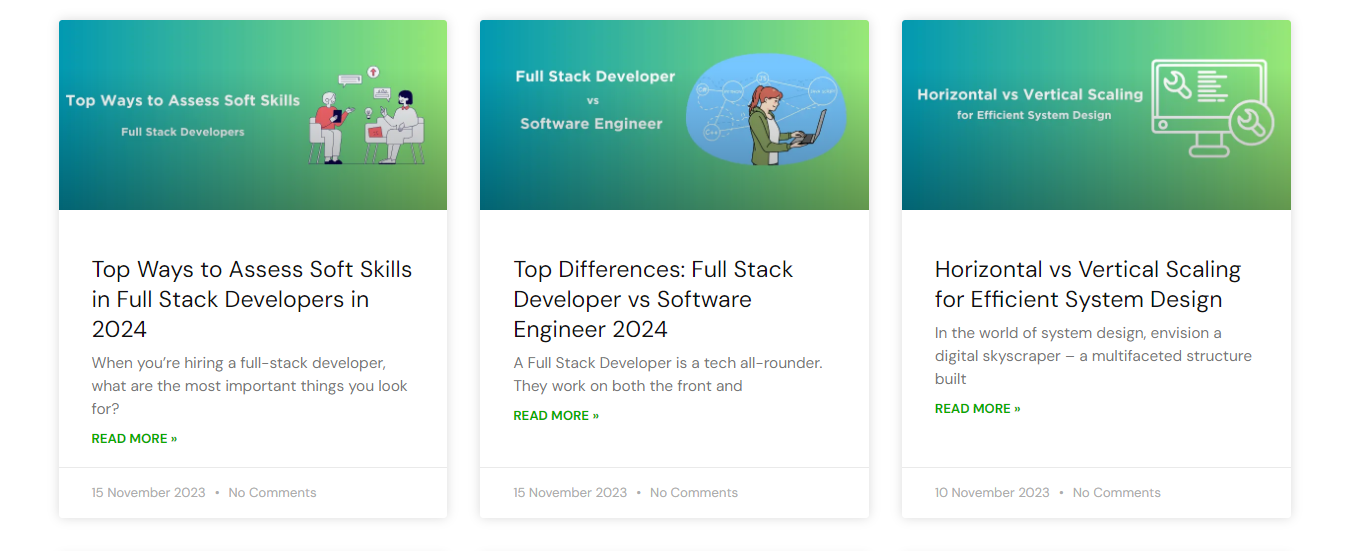 Top Ways to Assess Soft Skills
Full Stack Developers
Top Ways to Assess Soft Skills
in Full Stack Developers in
2024
When you’re hiring a full-stack developer,
what are the most important things you look
for?
READ MORE »
15 November 2023 • No Comments
Full Stack Developer
vs
Software Engineer
C++
Top Differences: Full Stack
Developer vs Software
Engineer 2024
A Full Stack Developer is a tech all-rounder.
They work on both the front and
READ MORE »
15 November 2023 • No Comments
Horizontal vs Vertical Scaling
for Efficient System Design
Horizontal vs Vertical Scaling
for Efficient System Design
In the world of system design, envision a
digital skyscraper – a multifaceted structure
built
READ MORE »
10 November 2023 • No Comments